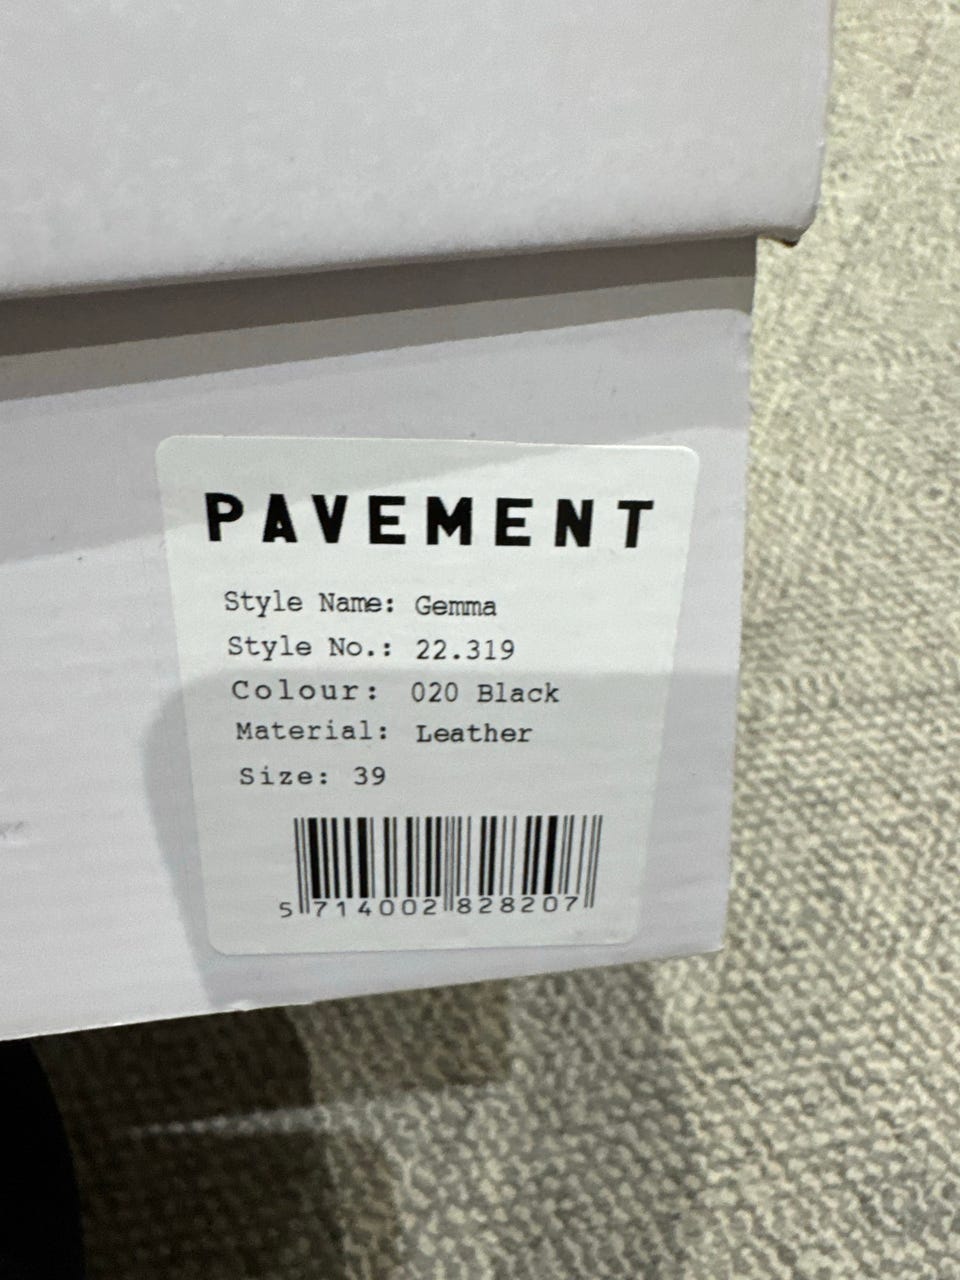 PAVEMENT
Style Name: Gemma
Style No.: 22.319
Colour: 020 Black
Material: Leather
Size: 39
5 714002 828207